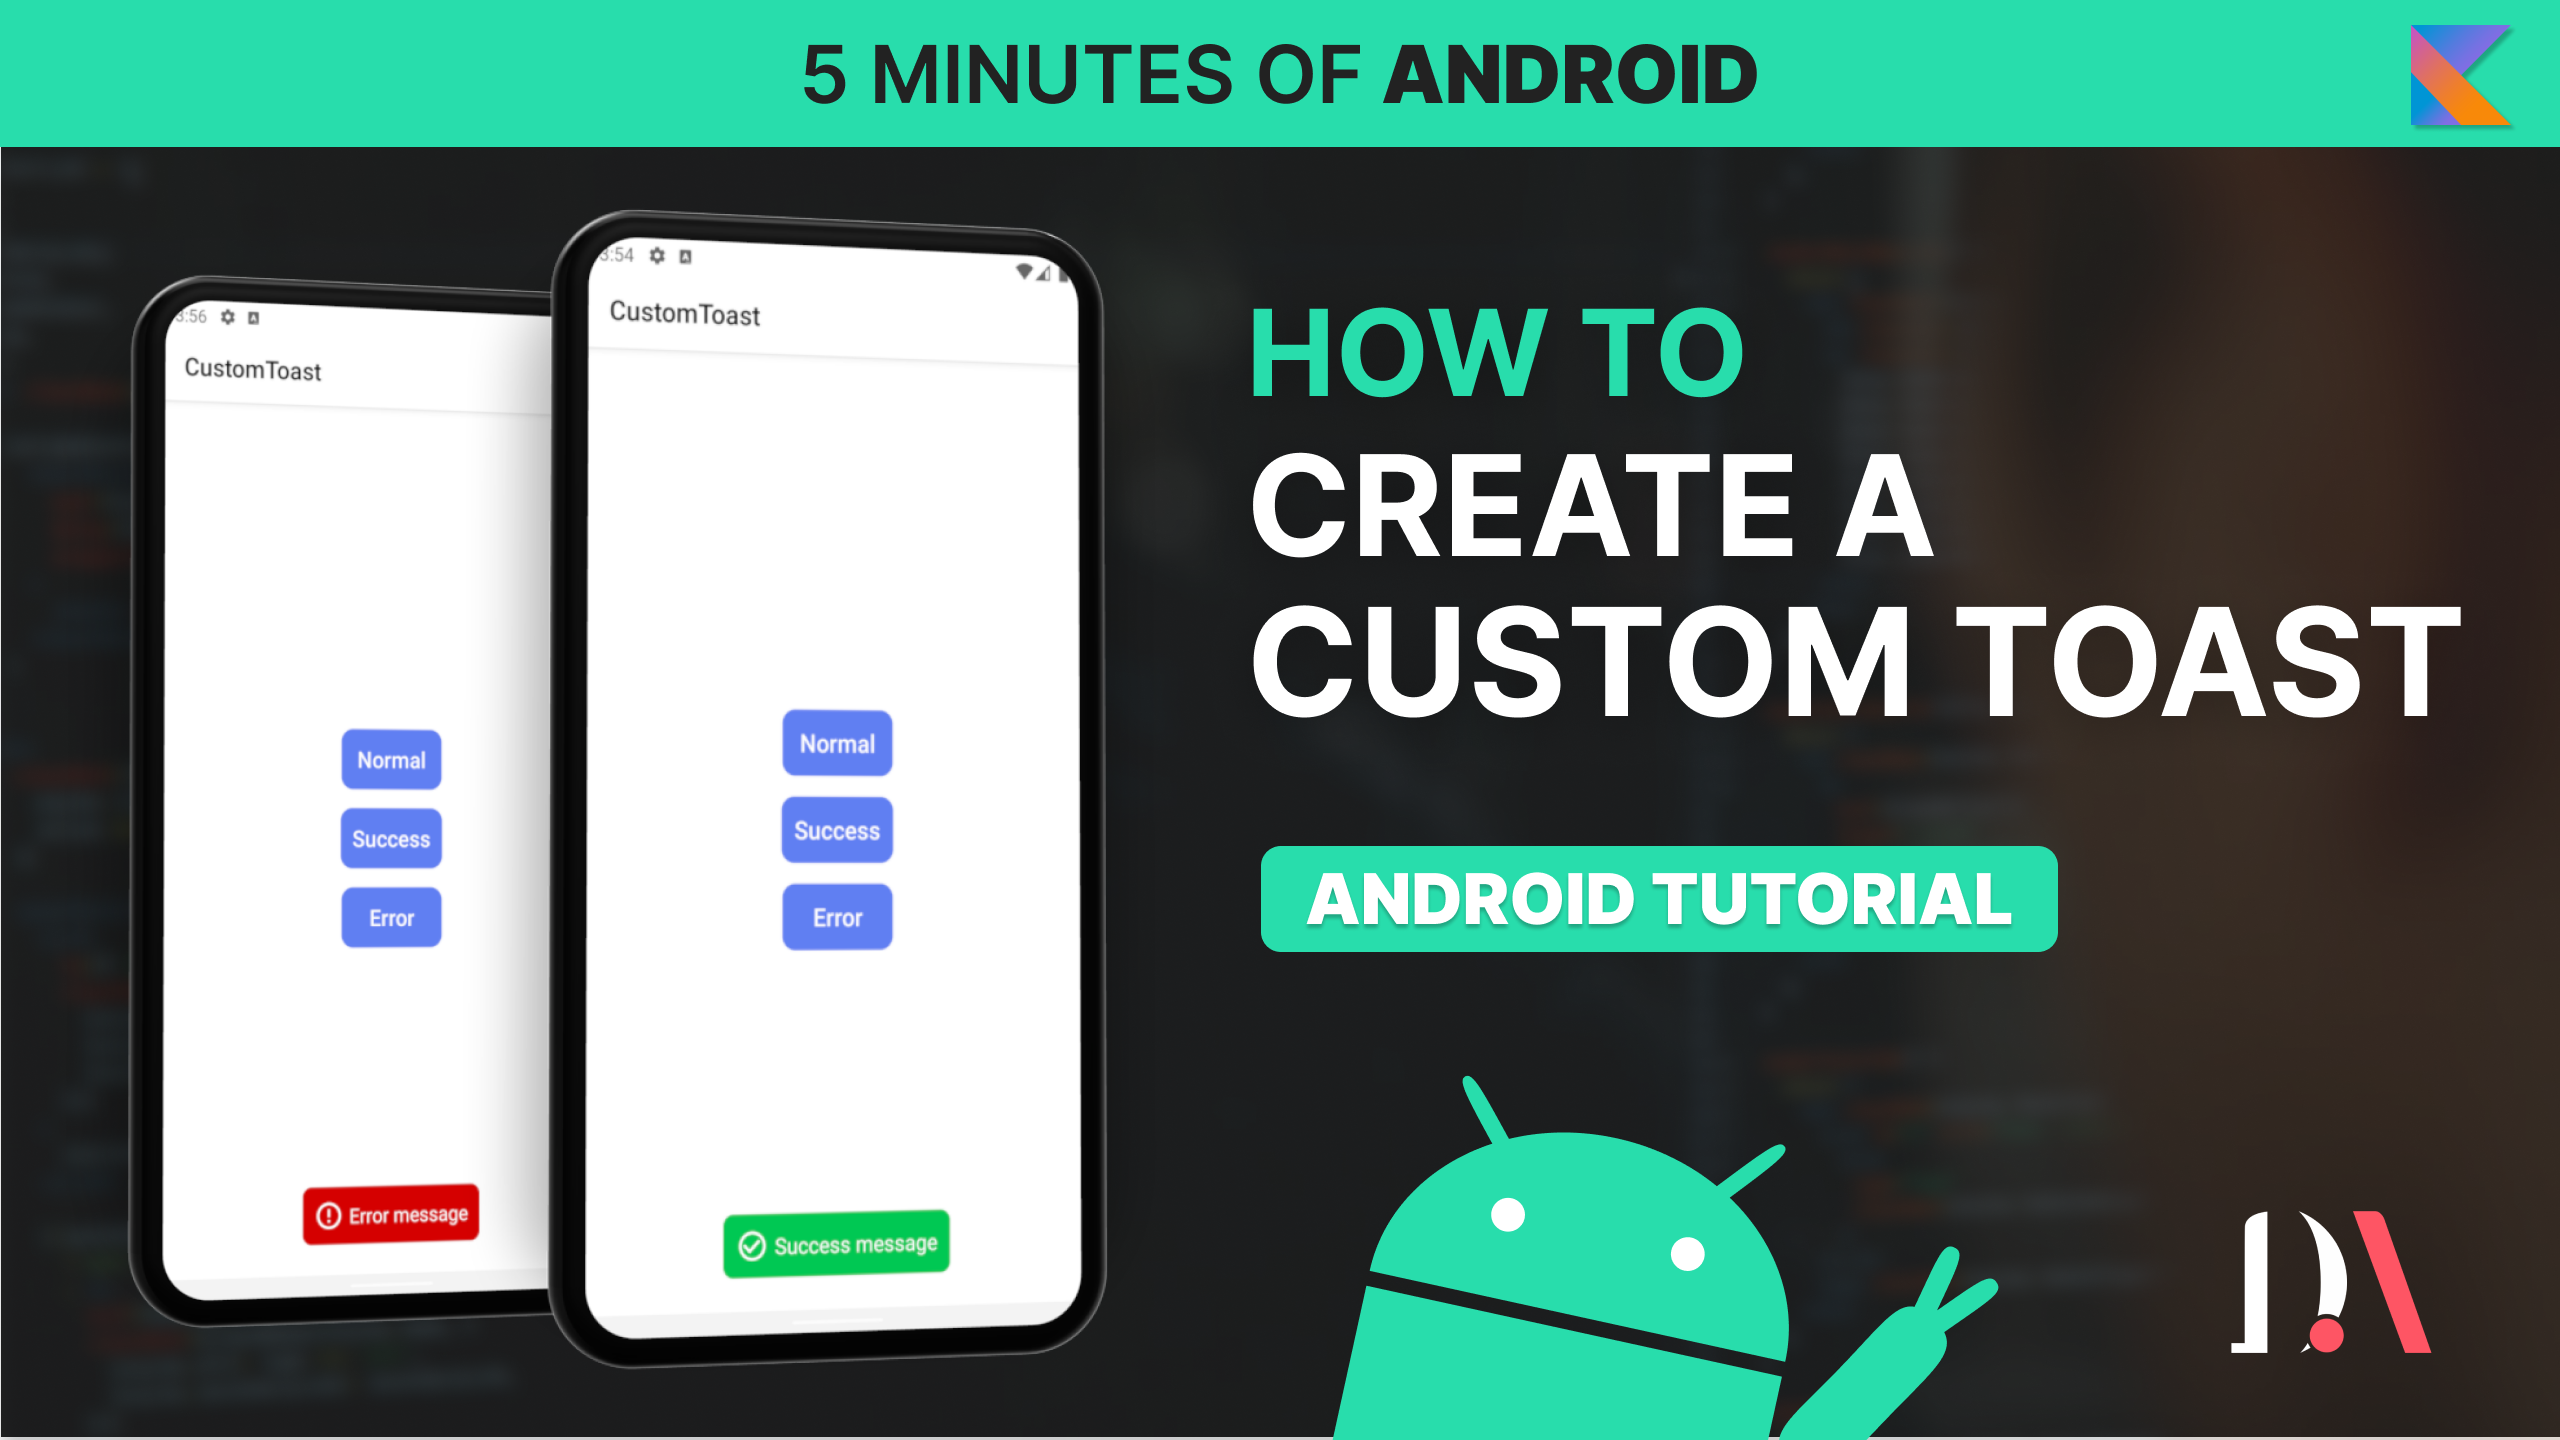 5 MINUTES OF ANDROID
3:56
CustomToast
Normal
Success
Error
Error message
3:54
CustomToast
Normal
Success
Error
Success message
HOW TO
CREATE A
CUSTOM TOAST
ANDROID TUTORIAL